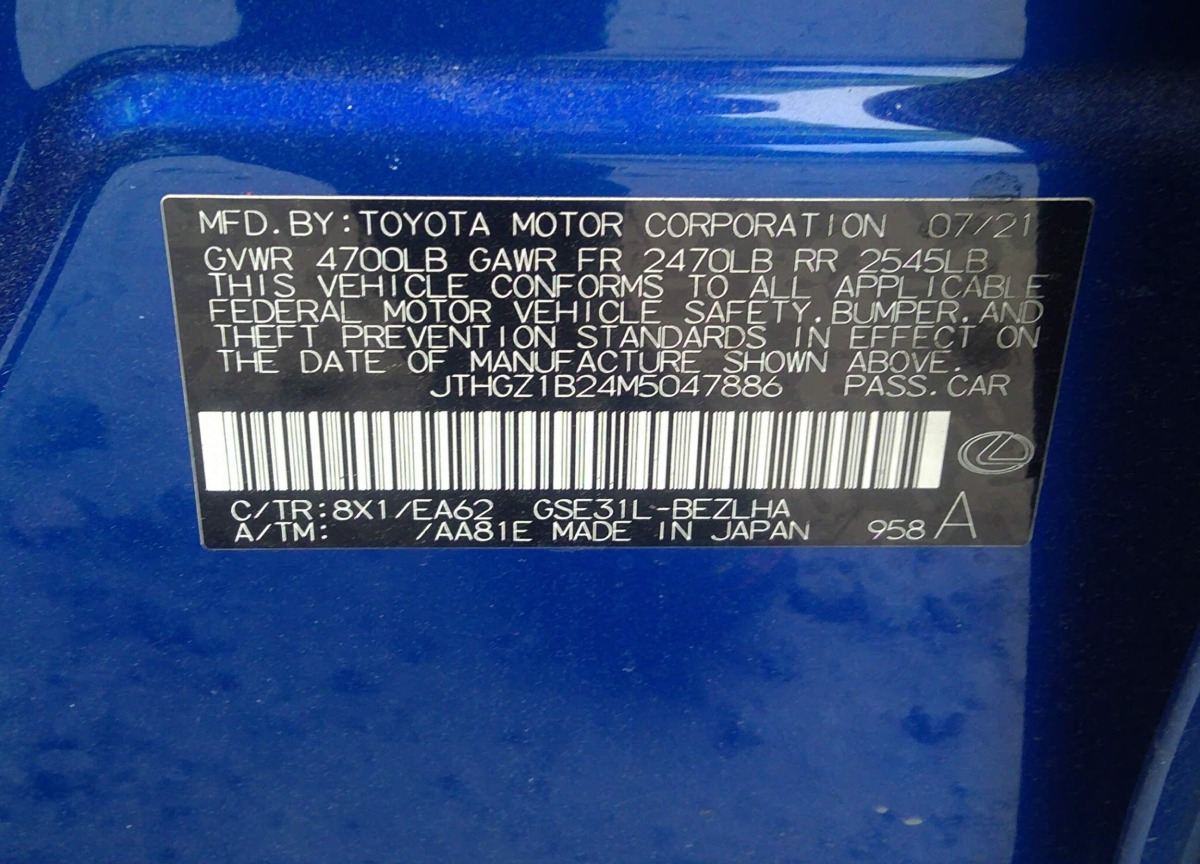 MFD.BY:TOYOTA MOTOR CORPORATION 07/21
GVWR 4700LB GAWR FR 2470LB RR 2545LB
THIS VEHICLE CONFORMS TO ALL APPLICABLE
FEDERAL MOTOR VEHICLE SAFETY,BUMPER,AND
THEFT PREVENTION STANDARDS IN EFFECT ON
THE DATE OF MANUFACTURE SHOWN ABOVE.
JTHGZ1B24M5047886 PASS.CAR
C/TR:8X1/EA62 GSE31L-BEZLHA
A/TM: /AA81E MADE IN JAPAN 958 A